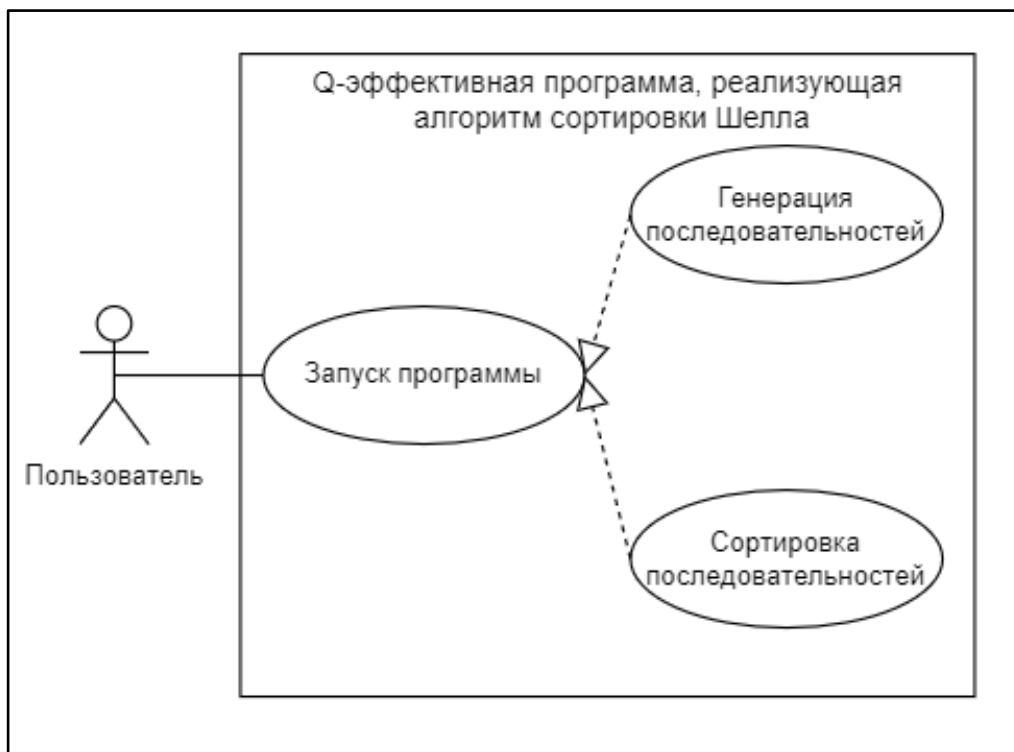 Q-эффективная программа, реализующая
алгоритм сортировки Шелла
Генерация
последовательностей
Запуск программы
Пользователь
Сортировка
последовательностей